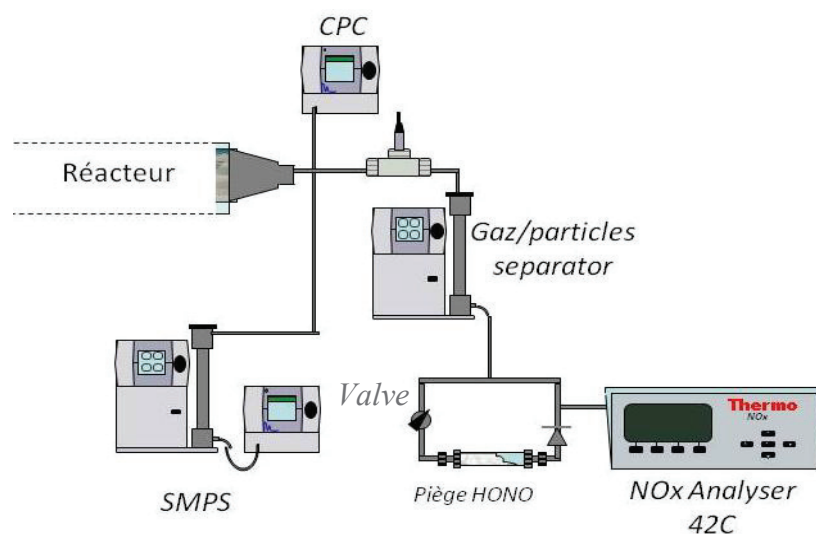 CPC
Réacteur
Gaz/particles
separator
Valve
Thermo
NOx
Piège HONO
SMPS
NOx Analyser
42C